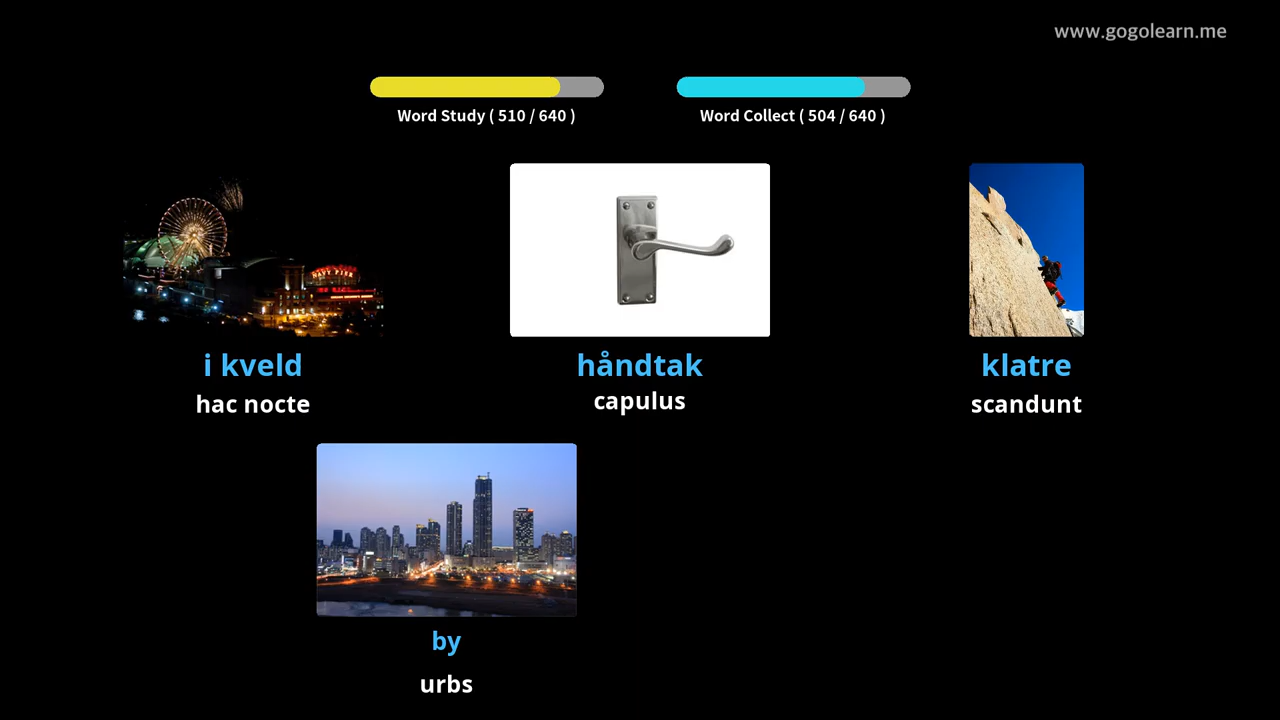 www.gogolearn.me
Word Study ( 510 / 640 )
Word Collect ( 504 / 640 )
i kveld
hac nocte
håndtak
capulus
klatre
scandunt
by
urbs